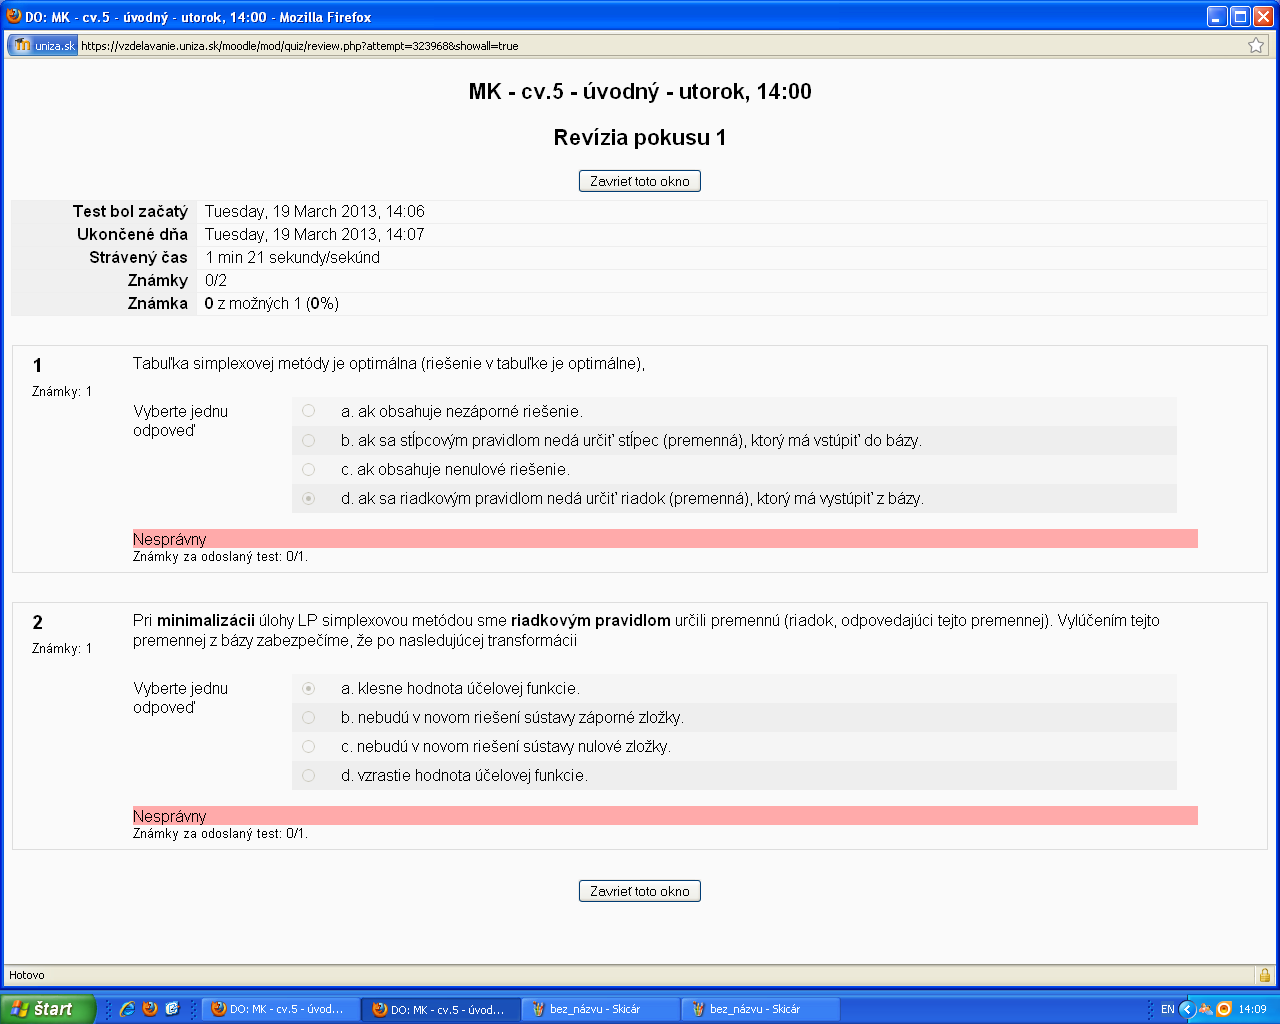 DO: MK - cv.5 - úvodný - utorok, 14:00 - Mozilla Firefox
uniza.sk https://vzdelavanie.uniza.sk/moodle/mod/quiz/review.php?attempt=323968&showall=true
MK - cv.5 - úvodný - utorok, 14:00
Revízia pokusu 1
Zavrieť toto okno
Test bol začatý Tuesday, 19 March 2013, 14:06
Ukončené dňa Tuesday, 19 March 2013, 14:07
Strávený čas 1 min 21 sekundy/sekúnd
Známky 0/2
Známka 0 z možných 1 (0%)
1 Tabuľka simplexovej metódy je optimálna (riešenie v tabuľke je optimálne),
Známky: 1
Vyberte jednu
odpoveď
a. ak obsahuje nezáporné riešenie.
b. ak sa stĺpcovým pravidlom nedá určiť stĺpec (premenná), ktorý má vstúpiť do bázy.
c. ak obsahuje nenulové riešenie.
d. ak sa riadkovým pravidlom nedá určiť riadok (premenná), ktorý má vystúpiť z bázy.
Nesprávny
Známky za odoslaný test: 0/1.
2 Pri minimalizácii úlohy LP simplexovou metódou sme riadkovým pravidlom určili premennú (riadok, odpovedajúci tejto premennej). Vylúčením tejto
Známky: 1
premennej z bázy zabezpečíme, že po nasledujúcej transformácii
Vyberte jednu
odpoveď
a. klesne hodnota účelovej funkcie.
b. nebudú v novom riešení sústavy záporné zložky.
c. nebudú v novom riešení sústavy nulové zložky.
d. vzrastie hodnota účelovej funkcie.
Nesprávny
Známky za odoslaný test: 0/1.
Zavrieť toto okno
Hotovo
štart DO: MK - cv.5 - úvod... DO: MK - cv.5 - úvod... bez_názvu - Skicár bez_názvu - Skicár EN 14:09